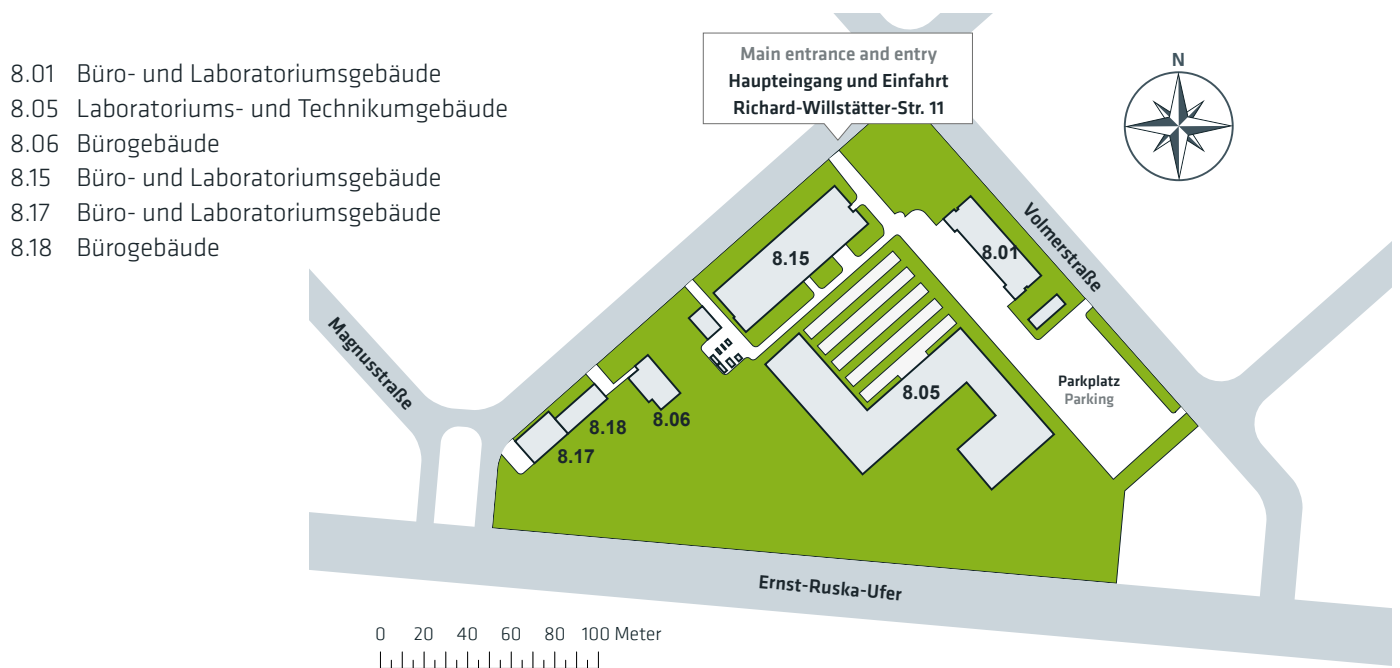 8.01 Büro- und Laboratoriumsgebäude
8.05 Laboratoriums- und Technikumgebäude
8.06 Bürogebäude
8.15 Büro- und Laboratoriumsgebäude
8.17 Büro- und Laboratoriumsgebäude
8.18 Bürogebäude
Main entrance and entry
Haupteingang und Einfahrt
Richard-Willstätter-Str. 11
N
Volmerstraße
8.01
8.15
Magnusstraße
Parkplatz
Parking
8.05
8.06
8.18
8.17
Ernst-Ruska-Ufer
0 20 40 60 80 100 Meter